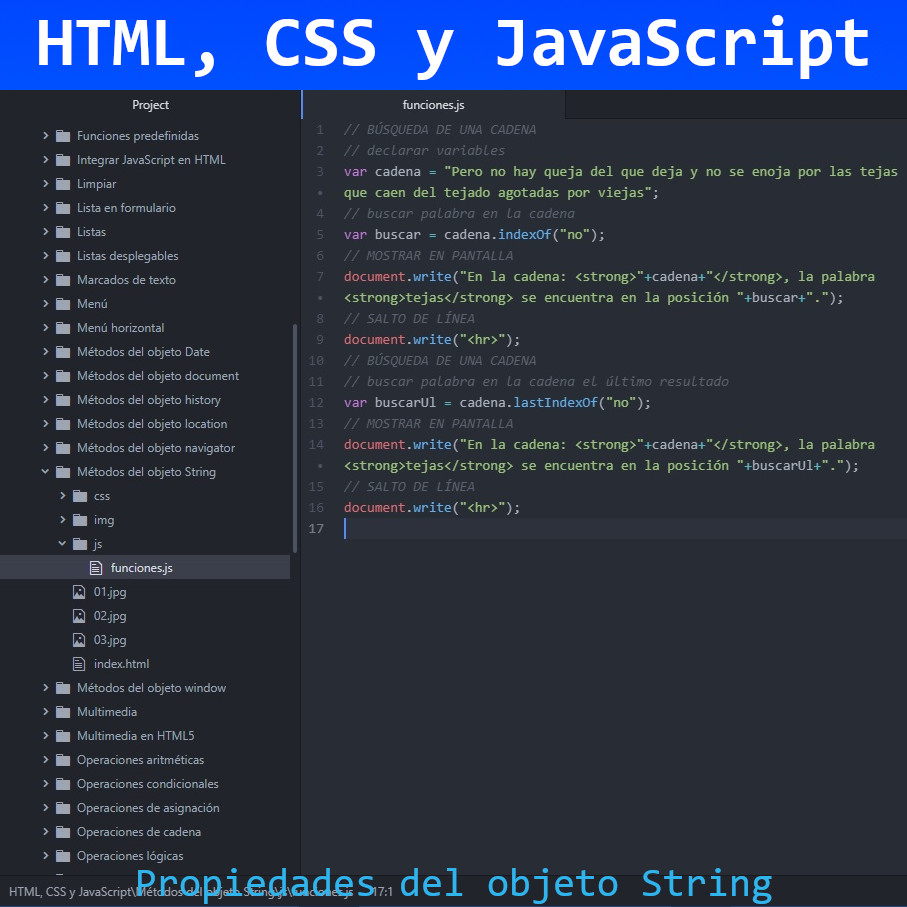 HTML, CSS y JavaScript
Project
Funciones predefinidas
Integrar JavaScript en HTML
Limpiar
Lista en formulario
Listas
Listas desplegables
Marcados de texto
Menú
Menú horizontal
Métodos del objeto Date
Métodos del objeto document
Métodos del objeto history
Métodos del objeto location
Métodos del objeto navigator
Métodos del objeto String
css
img
js
funciones.js
01.jpg
02.jpg
03.jpg
index.html
Métodos del objeto window
Multimedia
Multimedia en HTML5
Operaciones aritméticas
Operaciones condicionales
Operaciones de asignación
Operaciones de cadena
Operaciones lógicas
funciones.js
1 // BÚSQUEDA DE UNA CADENA
2 // declarar variables
3 var cadena = "Pero no hay queja del que deja y no se enoja por las tejas
• que caen del tejado agotadas por viejas";
4 // buscar palabra en la cadena
5 var buscar = cadena.indexOf("no");
6 // MOSTRAR EN PANTALLA
7 document.write("En la cadena: <strong>"+cadena+"</strong>, la palabra
• <strong>tejas</strong> se encuentra en la posición "+buscar+".");
8 // SALTO DE LÍNEA
9 document.write("<hr>");
10 // BÚSQUEDA DE UNA CADENA
11 // buscar palabra en la cadena el último resultado
12 var buscarUl = cadena.lastIndexOf("no");
13 // MOSTRAR EN PANTALLA
14 document.write("En la cadena: <strong>"+cadena+"</strong>, la palabra
• <strong>tejas</strong> se encuentra en la posición "+buscarUl+".");
15 // SALTO DE LÍNEA
16 document.write("<hr>");
17
HTML, CSS y JavaScript\Métodos del objeto String\js\funciones.js 17:1
Propiedades del objeto String